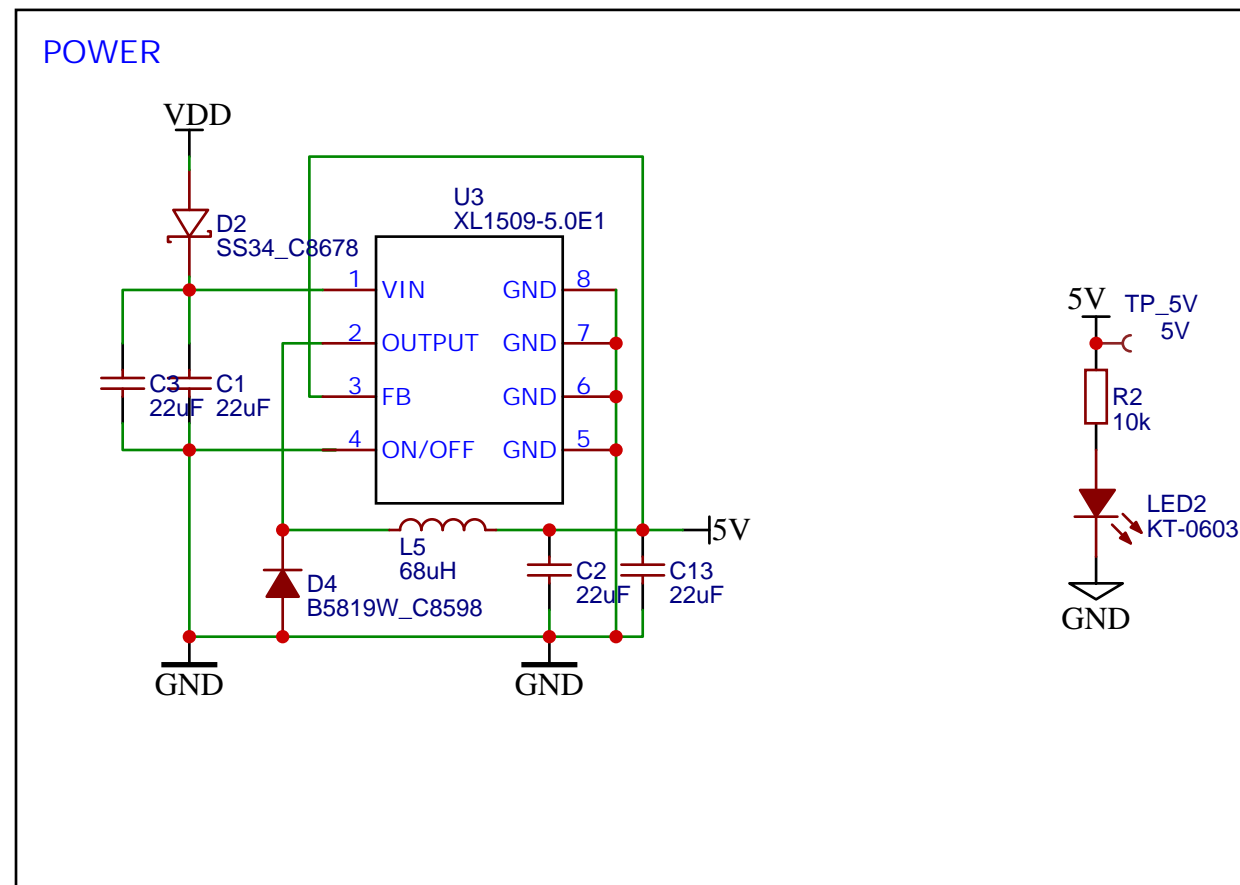 POWER
VDD
D2
SS34_C8678
U3
XL1509-5.0E1
1
VIN
GND
8
2
OUTPUT
GND
7
3
FB
GND
6
4
ON/OFF
GND
5
C3
22uF
C1
22uF
L5
68uH
5V
D4
B5819W_C8598
C2
22uF
C13
22uF
GND
GND
5V
TP_5V
5V
R2
10k
LED2
KT-0603
GND